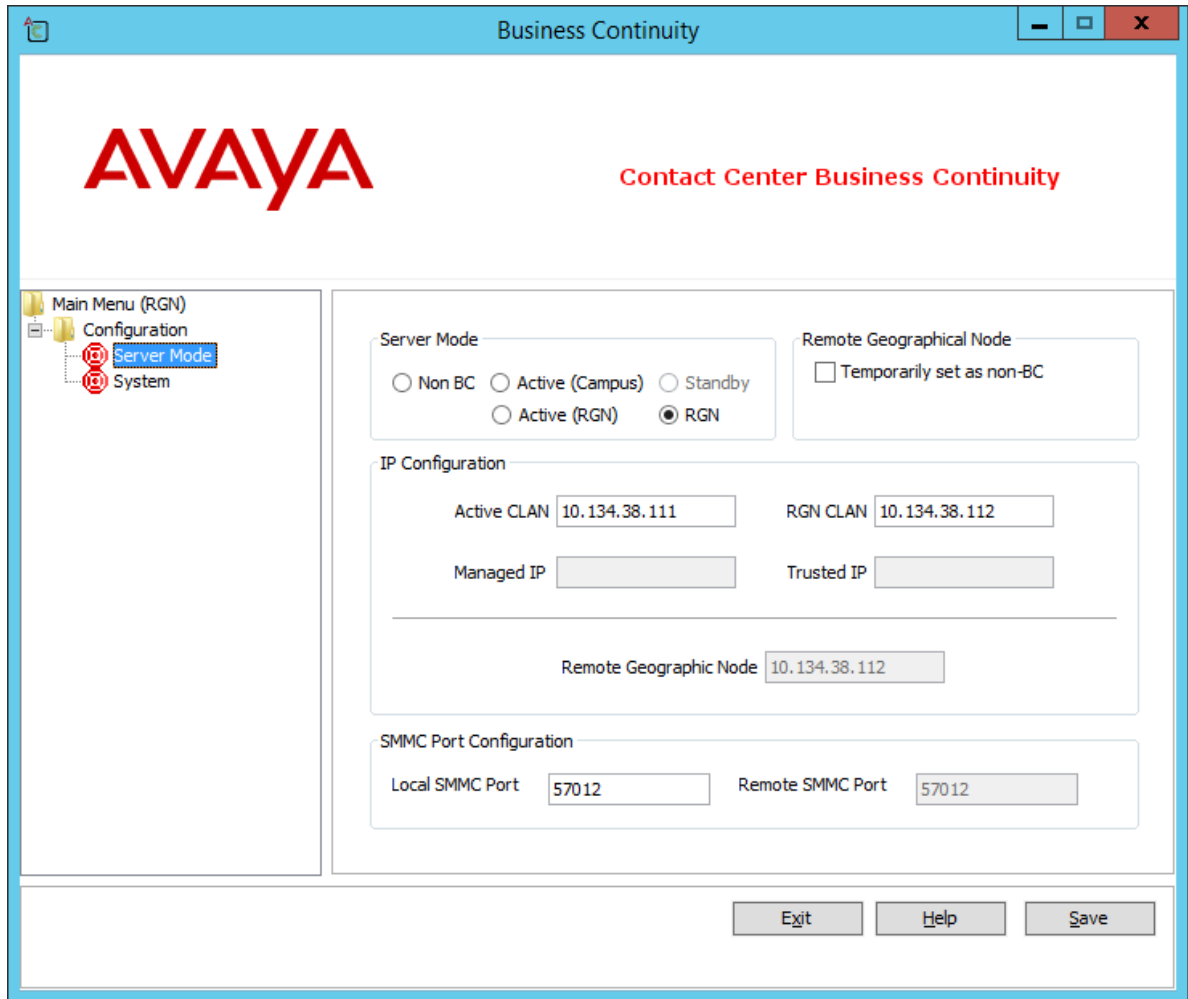 Business Continuity
AVAYA
Contact Center Business Continuity
Main Menu (RGN)
Configuration
Server Mode
System
Server Mode
Non BC Active (Campus) Standby
Active (RGN) RGN
Remote Geographical Node
Temporarily set as non-BC
IP Configuration
Active CLAN 10.134.38.111 RGN CLAN 10.134.38.112
Managed IP Trusted IP
Remote Geographic Node 10.134.38.112
SMMC Port Configuration
Local SMMC Port 57012 Remote SMMC Port 57012
Exit Help Save